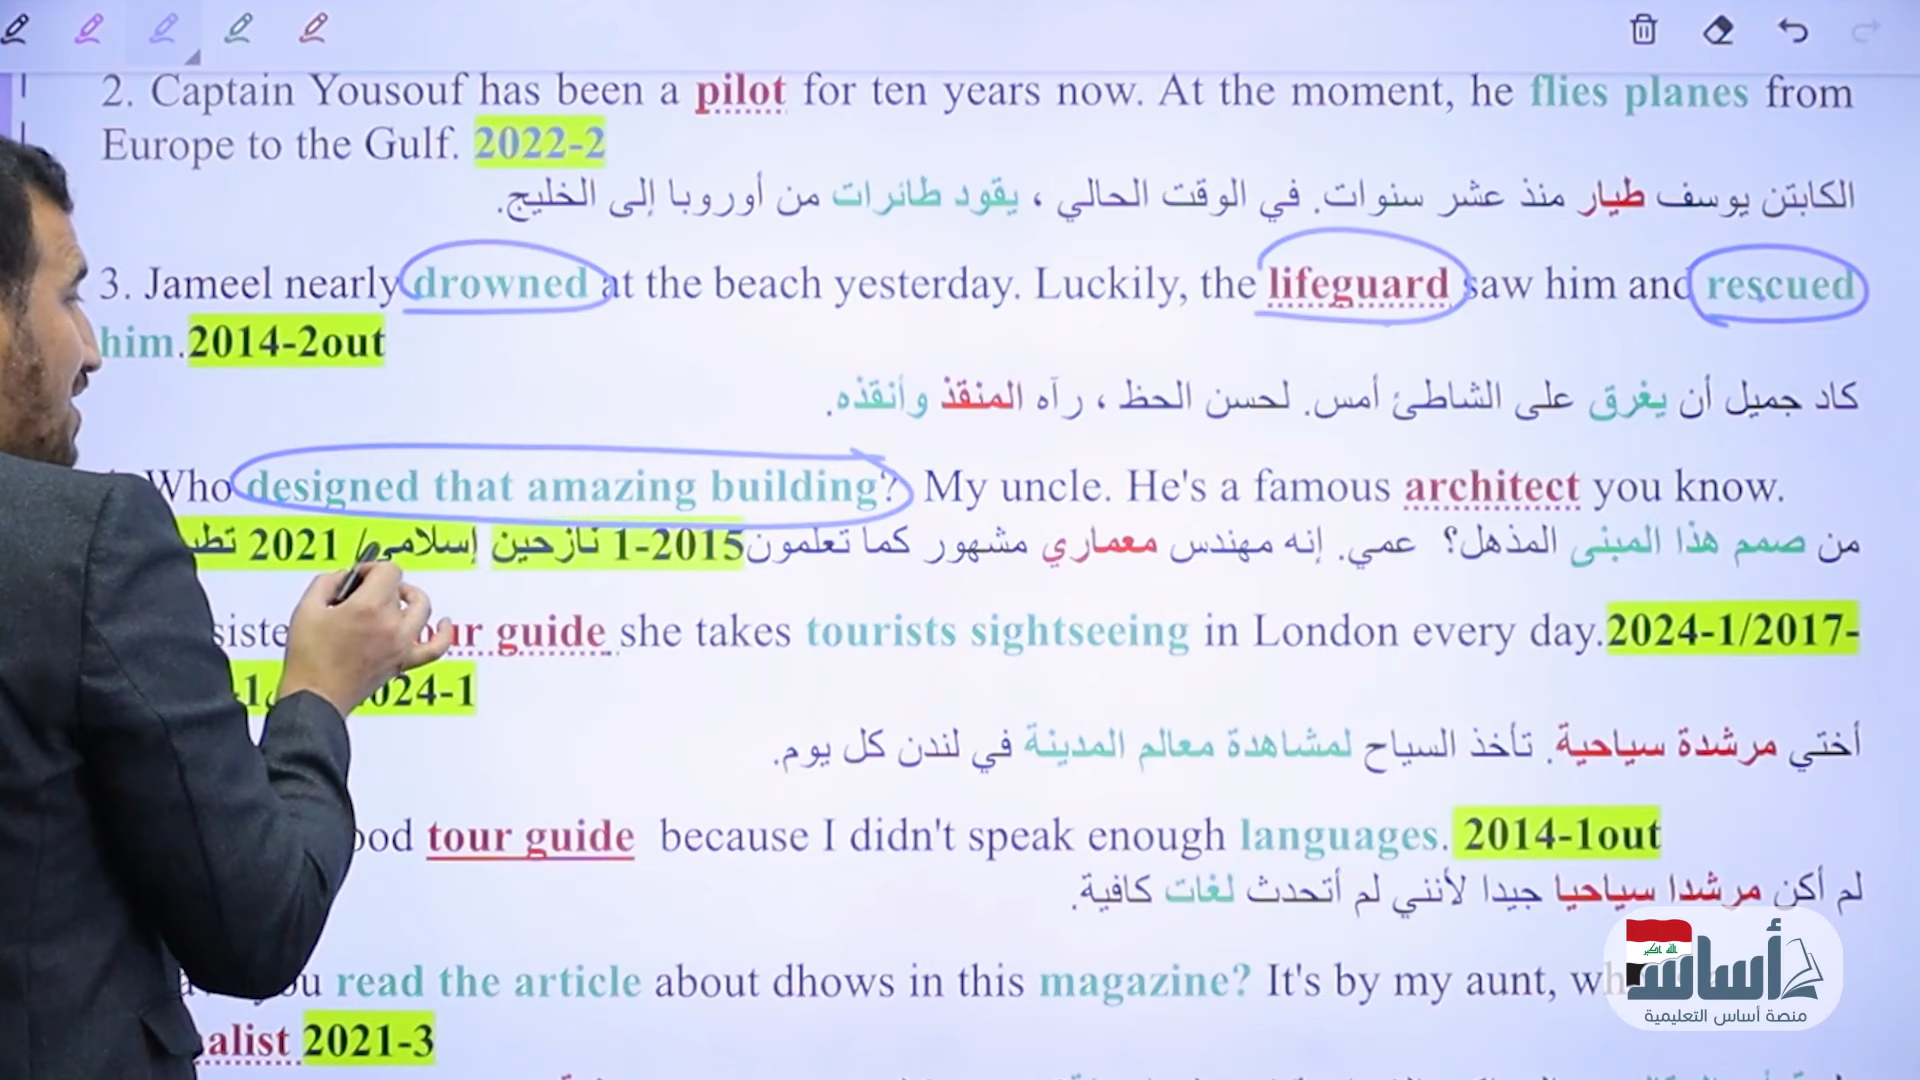 2. Captain Yousouf has been a pilot for ten years now. At the moment, he flies planes from
Europe to the Gulf. 2022-2
الكابتن يوسف طيار منذ عشر سنوات. في الوقت الحالي ، يقود طائرات من أوروبا إلى الخليج.
3. Jameel nearly drowned at the beach yesterday. Luckily, the lifeguard saw him and rescued
him.2014-2out
كاد جميل أن يغرق على الشاطئ أمس. لحسن الحظ ، رآه المنقذ وأنقذه.
Who designed that amazing building? My uncle. He's a famous architect you know.
من صمم هذا المبنى المذهل؟ عمي. إنه مهندس معماري مشهور كما تعلمون2015-1 نازحين إسلامي/ 2021
guide she takes tourists sightseeing in London every day.2024-1/2017-
024-1
أختي مرشدة سياحية. تأخذ السياح لمشاهدة معالم المدينة في لندن كل يوم.
tour guide because I didn't speak enough languages. 2014-1out
لم أكن مرشدا سياحيا جيدا لأنني لم أتحدث لغات كافية.
read the article about dhows in this magazine? It's by my aunt,
alist 2021-3
أساس
منصة أساس التعليمية